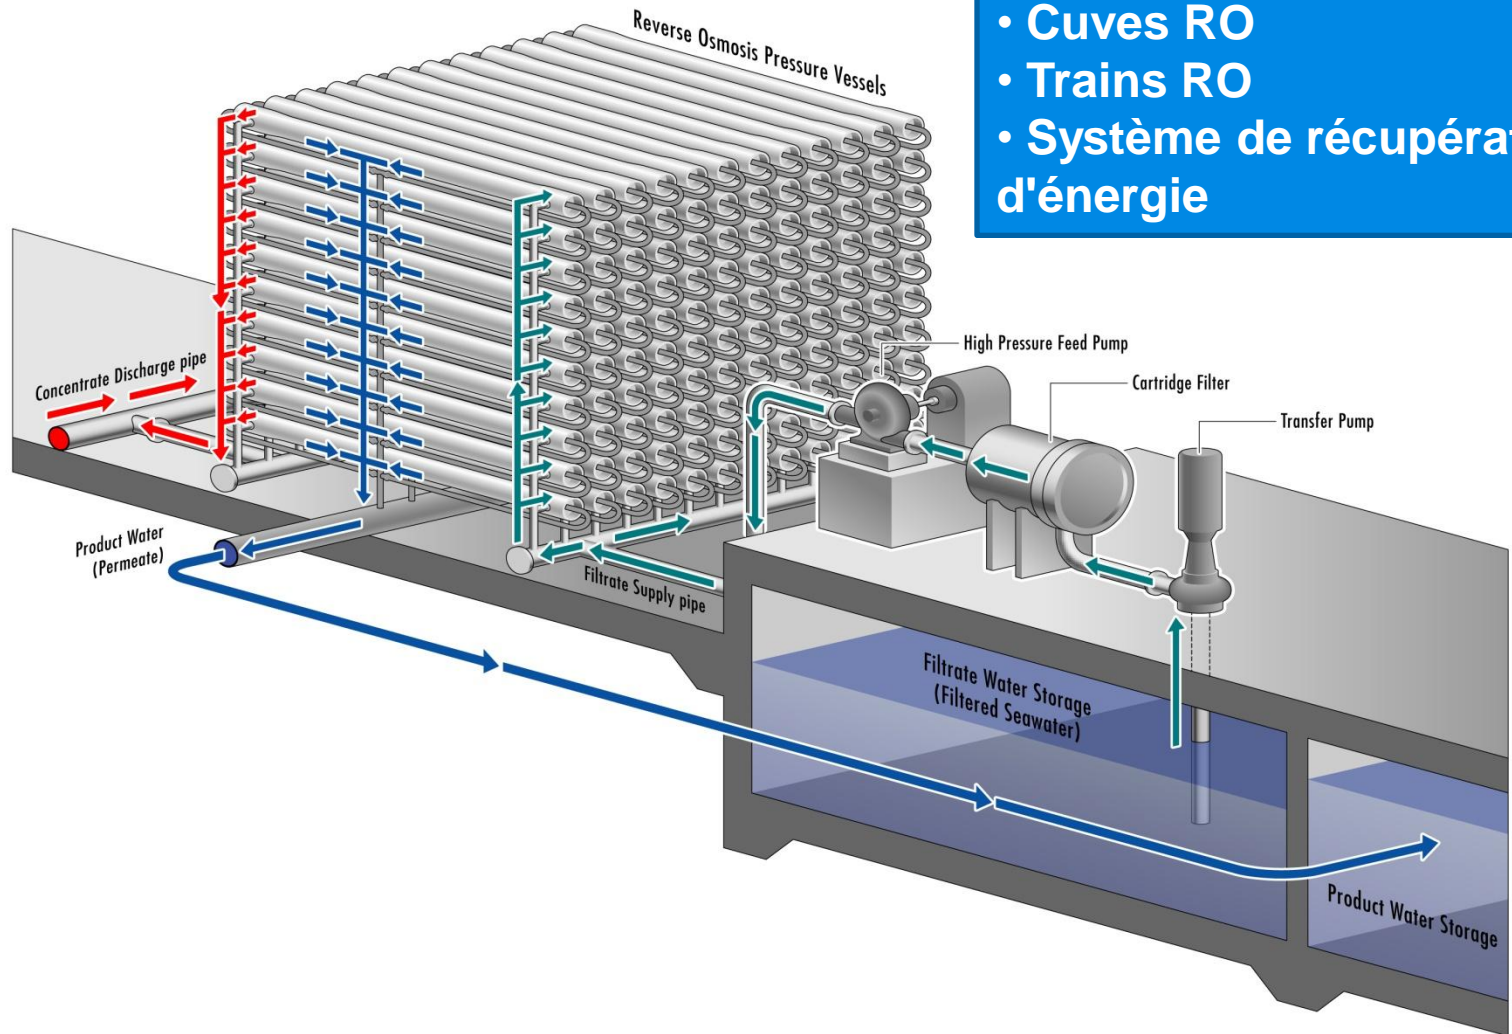 • Cuves RO
• Trains RO
• Système de récupéra
d'énergie
Reverse Osmosis Pressure Vessels
High Pressure Feed Pump
Cartridge Filter
Transfer Pump
Concentrate Discharge pipe
Product Water
(Permeate)
Filtrate Supply pipe
Filtrate Water Storage
(Filtered Seawater)
Product Water Storage